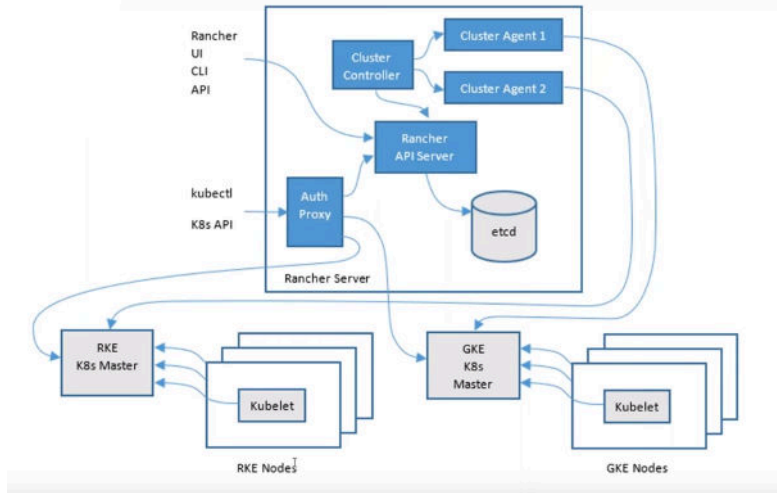 Rancher
UI
CLI
API
Cluster
Controller
Cluster Agent 1
Cluster Agent 2
Rancher
API Server
kubectl
K8s API
Auth
Proxy
etcd
Rancher Server
RKE
K8s Master
Kubelet
RKE Nodes
GKE
K8s
Master
Kubelet
GKE Nodes